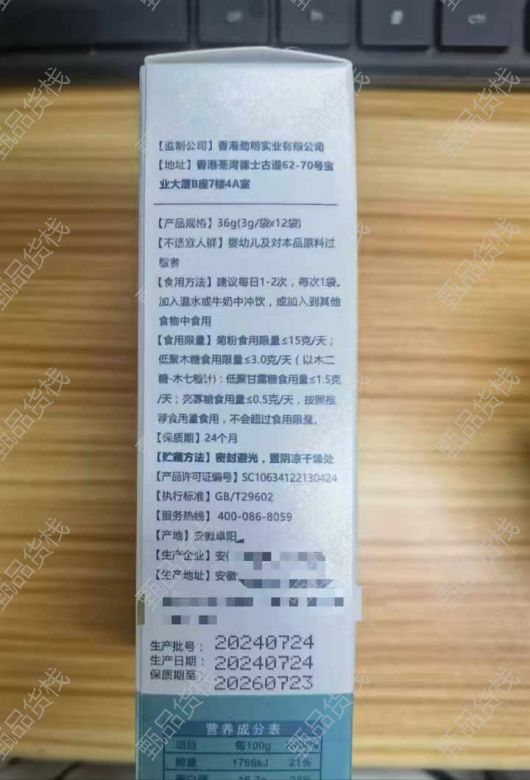 【监制公司】香港劲明实业有限公司
【地址】香港荃湾德士古道62-70号宝
业大厦B座7楼4A室
【产品规格】36g(3g/袋x12袋)
【不适宜人群】婴幼儿及对本品原料过
敏者
【食用方法】建议每日1-2次，每次1袋。
加入温水或牛奶中冲饮，或加入到其他
食物中食用
【食用限量】菊粉食用限量≤15克/天；
低聚木糖食用限量≤3.0克/天（以木二
糖-木七糖计)：低聚甘露糖食用量≤1.5克
/天；壳寡糖食用量≤0.5克/天，按照推
荐食用量食用，不会超过食用限量。
【保质期】24个月
【贮藏方法】密封避光，置阴凉干燥处
【产品许可证编号】SC10634122130424
【执行标准】GB/T29602
【服务热线】400-086-8059
【产地】安徽阜阳
【生产企业】安
【生产地址】安徽
生产批号：20240724
生产日期：20240724
保质期至：20260723
营养成分表
项目 每100g
能量 1769kJ 21%
甄品货栈